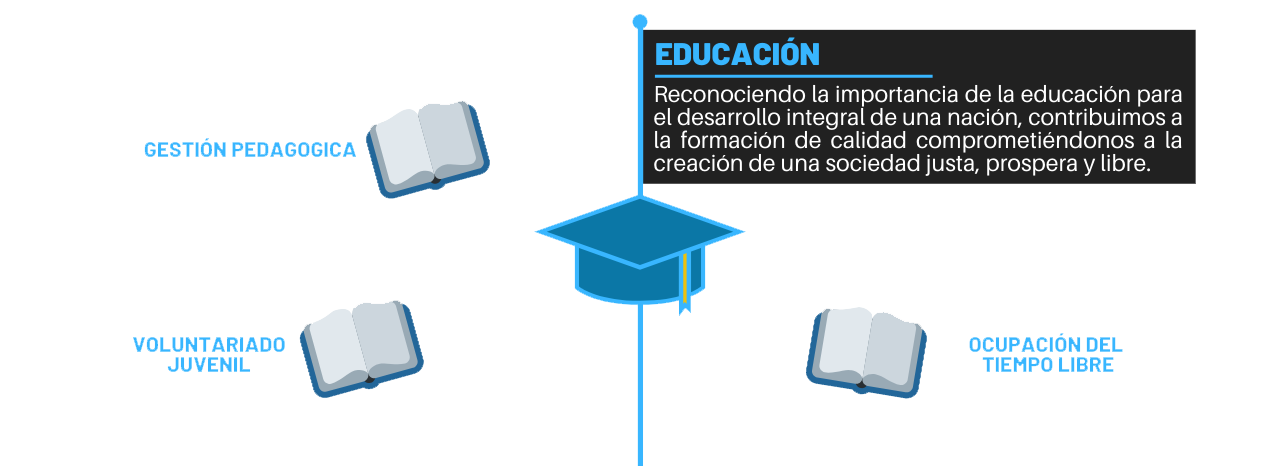 EDUCACIÓN
Reconociendo la importancia de la educación para
el desarrollo integral de una nación, contribuimos a
la formación de calidad comprometiéndonos a la
creación de una sociedad justa, prospera y libre.
GESTIÓN PEDAGOGICA
VOLUNTARIADO
JUVENIL
OCUPACIÓN DEL
TIEMPO LIBRE